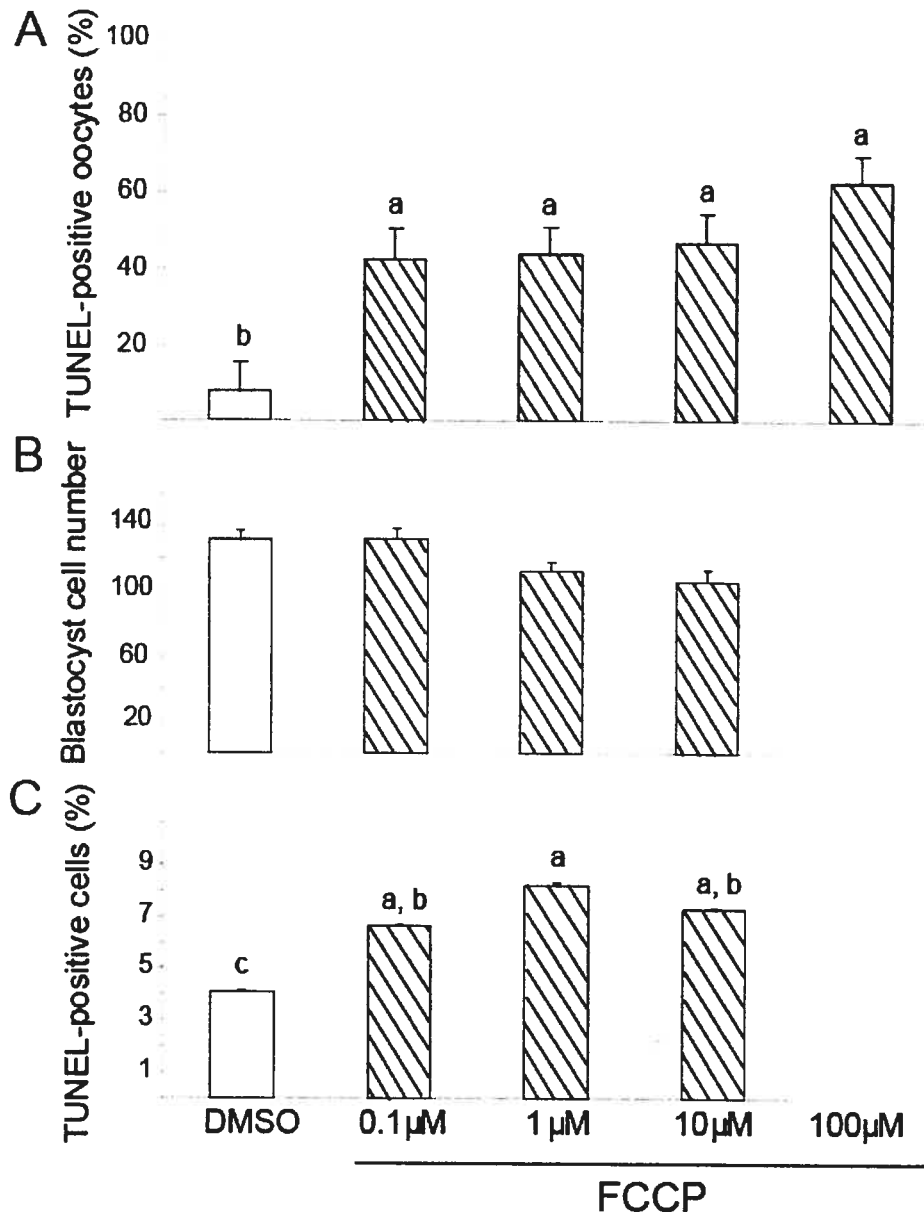 A
TUNEL-positive oocytes (%)
100
80
60
40
20
b
a
a
a
a
B
Blastocyst cell number
140
100
60
20
C
TUNEL-positive cells (%)
9
7
5
3
1
c
a, b
a
a, b
DMSO 0.1µM 1µM 10µM 100µM
FCCP